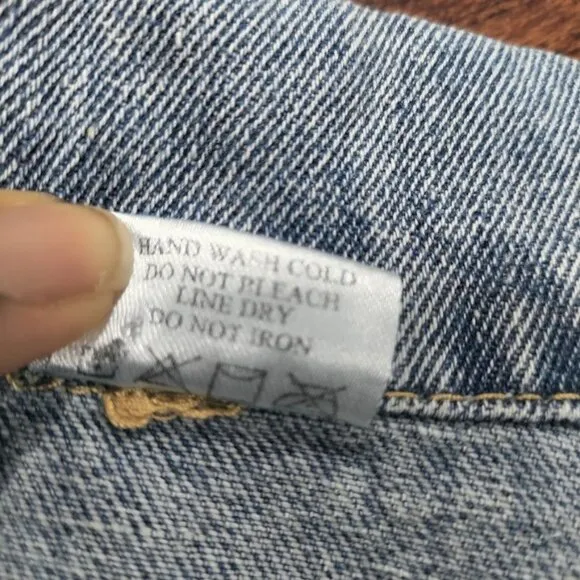 HAND WASH COLD
DO NOT BLEACH
LINE DRY
DO NOT IRON